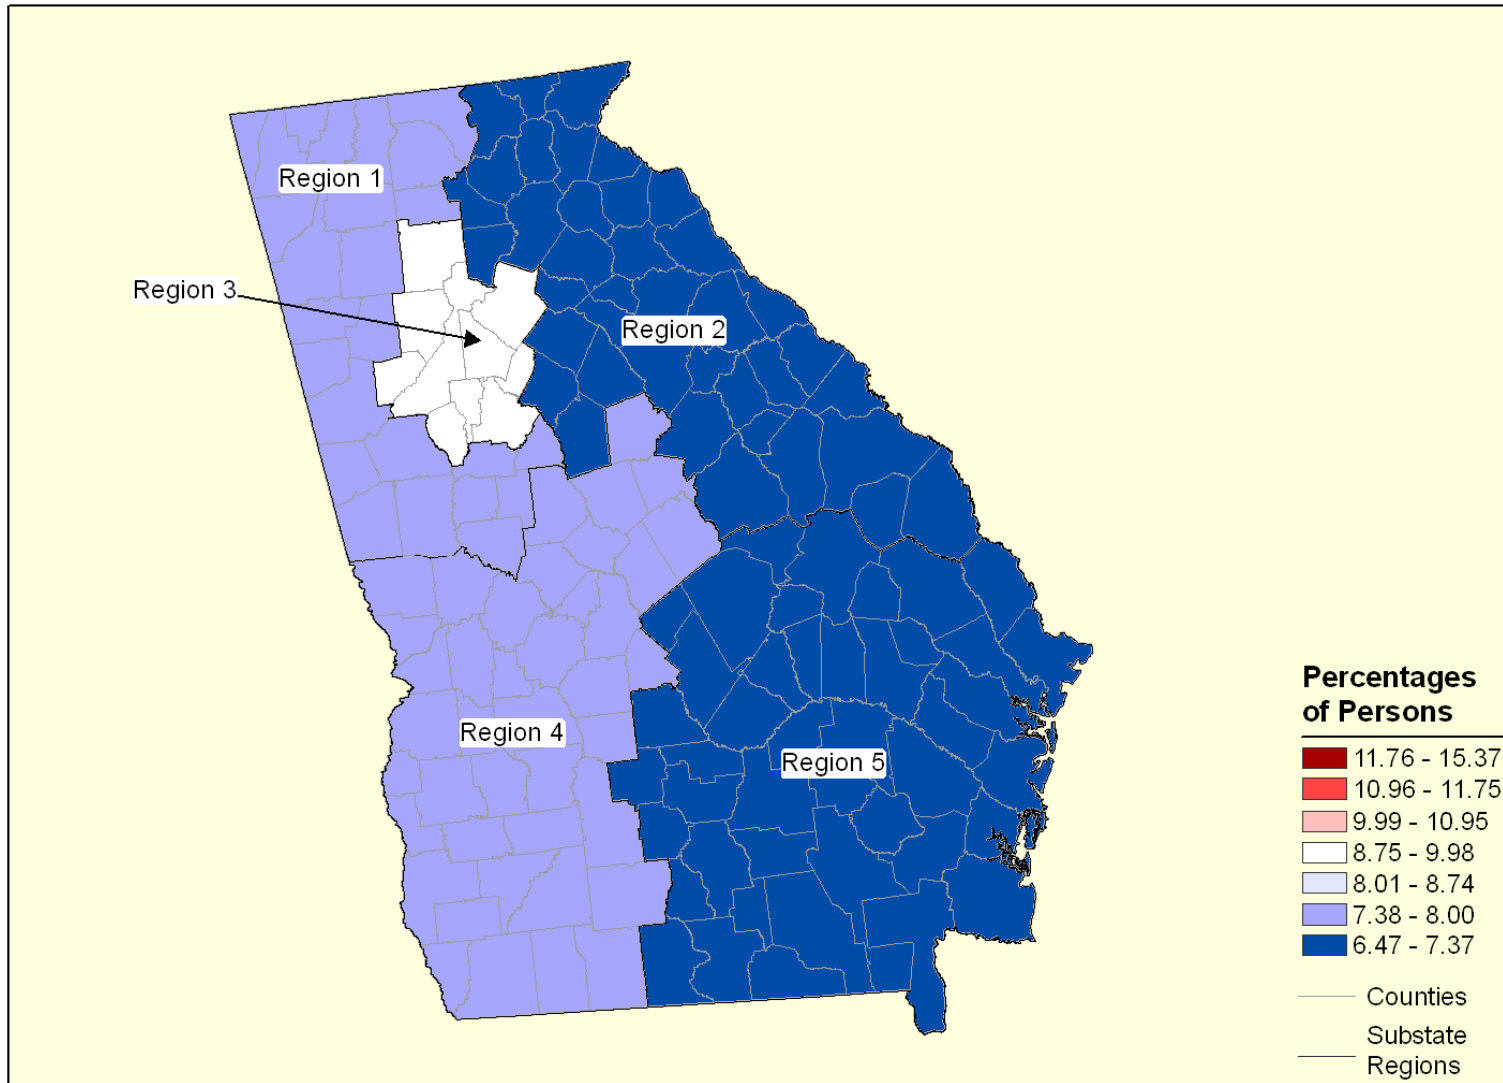 Region 1
Region 3
Region 2
Region 4
Region 5
Percentages
of Persons
11.76 - 15.37
10.96 - 11.75
9.99 - 10.95
8.75 - 9.98
8.01 - 8.74
7.38 - 8.00
6.47 - 7.37
Counties
Substate
Regions